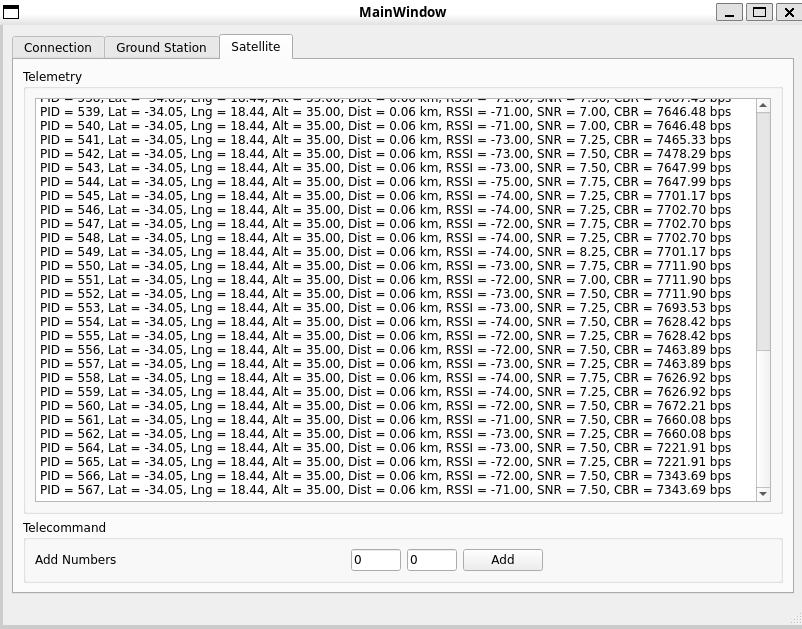 MainWindow
Connection
Ground Station
Satellite
Telemetry
PID = 539, Lat = -34.05, Lng = 18.44, Alt = 35.00, Dist = 0.06 km, RSSI = -71.00, SNR = 7.00, CBR = 7646.48 bps
PID = 540, Lat = -34.05, Lng = 18.44, Alt = 35.00, Dist = 0.06 km, RSSI = -71.00, SNR = 7.00, CBR = 7646.48 bps
PID = 541, Lat = -34.05, Lng = 18.44, Alt = 35.00, Dist = 0.06 km, RSSI = -73.00, SNR = 7.25, CBR = 7465.33 bps
PID = 542, Lat = -34.05, Lng = 18.44, Alt = 35.00, Dist = 0.06 km, RSSI = -73.00, SNR = 7.50, CBR = 7478.29 bps
PID = 543, Lat = -34.05, Lng = 18.44, Alt = 35.00, Dist = 0.06 km, RSSI = -73.00, SNR = 7.50, CBR = 7647.99 bps
PID = 544, Lat = -34.05, Lng = 18.44, Alt = 35.00, Dist = 0.06 km, RSSI = -75.00, SNR = 7.75, CBR = 7647.99 bps
PID = 545, Lat = -34.05, Lng = 18.44, Alt = 35.00, Dist = 0.06 km, RSSI = -74.00, SNR = 7.25, CBR = 7701.17 bps
PID = 546, Lat = -34.05, Lng = 18.44, Alt = 35.00, Dist = 0.06 km, RSSI = -74.00, SNR = 7.25, CBR = 7702.70 bps
PID = 547, Lat = -34.05, Lng = 18.44, Alt = 35.00, Dist = 0.06 km, RSSI = -72.00, SNR = 7.75, CBR = 7702.70 bps
PID = 548, Lat = -34.05, Lng = 18.44, Alt = 35.00, Dist = 0.06 km, RSSI = -74.00, SNR = 7.25, CBR = 7702.70 bps
PID = 549, Lat = -34.05, Lng = 18.44, Alt = 35.00, Dist = 0.06 km, RSSI = -74.00, SNR = 8.25, CBR = 7701.17 bps
PID = 550, Lat = -34.05, Lng = 18.44, Alt = 35.00, Dist = 0.06 km, RSSI = -73.00, SNR = 7.75, CBR = 7711.90 bps
PID = 551, Lat = -34.05, Lng = 18.44, Alt = 35.00, Dist = 0.06 km, RSSI = -72.00, SNR = 7.00, CBR = 7711.90 bps
PID = 552, Lat = -34.05, Lng = 18.44, Alt = 35.00, Dist = 0.06 km, RSSI = -73.00, SNR = 7.50, CBR = 7711.90 bps
PID = 553, Lat = -34.05, Lng = 18.44, Alt = 35.00, Dist = 0.06 km, RSSI = -73.00, SNR = 7.25, CBR = 7693.53 bps
PID = 554, Lat = -34.05, Lng = 18.44, Alt = 35.00, Dist = 0.06 km, RSSI = -74.00, SNR = 7.50, CBR = 7628.42 bps
PID = 555, Lat = -34.05, Lng = 18.44, Alt = 35.00, Dist = 0.06 km, RSSI = -72.00, SNR = 7.25, CBR = 7628.42 bps
PID = 556, Lat = -34.05, Lng = 18.44, Alt = 35.00, Dist = 0.06 km, RSSI = -72.00, SNR = 7.50, CBR = 7463.89 bps
PID = 557, Lat = -34.05, Lng = 18.44, Alt = 35.00, Dist = 0.06 km, RSSI = -73.00, SNR = 7.25, CBR = 7463.89 bps
PID = 558, Lat = -34.05, Lng = 18.44, Alt = 35.00, Dist = 0.06 km, RSSI = -74.00, SNR = 7.75, CBR = 7626.92 bps
PID = 559, Lat = -34.05, Lng = 18.44, Alt = 35.00, Dist = 0.06 km, RSSI = -74.00, SNR = 7.25, CBR = 7626.92 bps
PID = 560, Lat = -34.05, Lng = 18.44, Alt = 35.00, Dist = 0.06 km, RSSI = -72.00, SNR = 7.50, CBR = 7672.21 bps
PID = 561, Lat = -34.05, Lng = 18.44, Alt = 35.00, Dist = 0.06 km, RSSI = -71.00, SNR = 7.50, CBR = 7660.08 bps
PID = 562, Lat = -34.05, Lng = 18.44, Alt = 35.00, Dist = 0.06 km, RSSI = -73.00, SNR = 7.25, CBR = 7660.08 bps
PID = 564, Lat = -34.05, Lng = 18.44, Alt = 35.00, Dist = 0.06 km, RSSI = -73.00, SNR = 7.50, CBR = 7221.91 bps
PID = 565, Lat = -34.05, Lng = 18.44, Alt = 35.00, Dist = 0.06 km, RSSI = -72.00, SNR = 7.25, CBR = 7221.91 bps
PID = 566, Lat = -34.05, Lng = 18.44, Alt = 35.00, Dist = 0.06 km, RSSI = -72.00, SNR = 7.50, CBR = 7343.69 bps
PID = 567, Lat = -34.05, Lng = 18.44, Alt = 35.00, Dist = 0.06 km, RSSI = -71.00, SNR = 7.50, CBR = 7343.69 bps
Telecommand
Add Numbers 0 0 Add